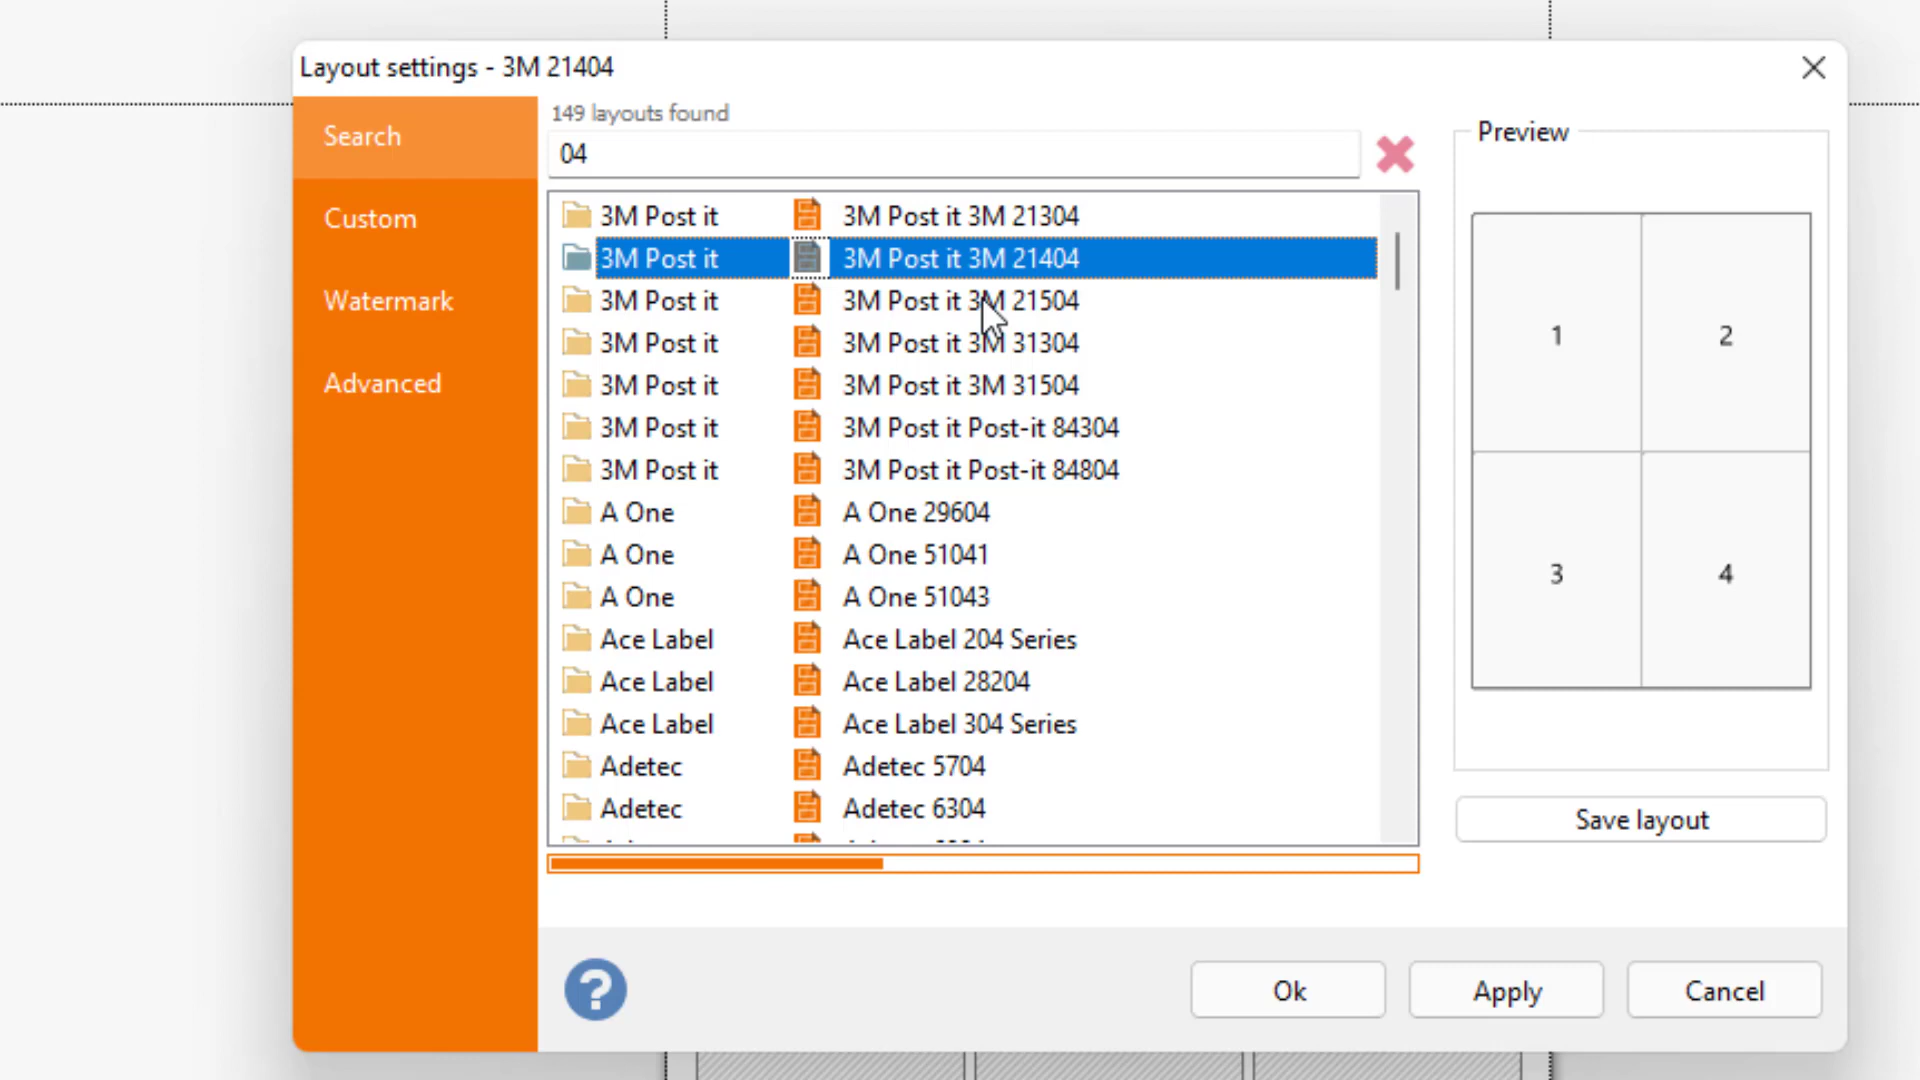 Layout settings - 3M 21404
Search
Custom
Watermark
Advanced
149 layouts found
04
3M Post it 3M Post it 3M 21304
3M Post it 3M Post it 3M 21404
3M Post it 3M Post it 3M 21504
3M Post it 3M Post it 3M 31304
3M Post it 3M Post it 3M 31504
3M Post it 3M Post it Post-it 84304
3M Post it 3M Post it Post-it 84804
A One A One 29604
A One A One 51041
A One A One 51043
Ace Label Ace Label 204 Series
Ace Label Ace Label 28204
Ace Label Ace Label 304 Series
Adetec Adetec 5704
Adetec Adetec 6304
Preview
1 2
3 4
Save layout
?
Ok Apply Cancel